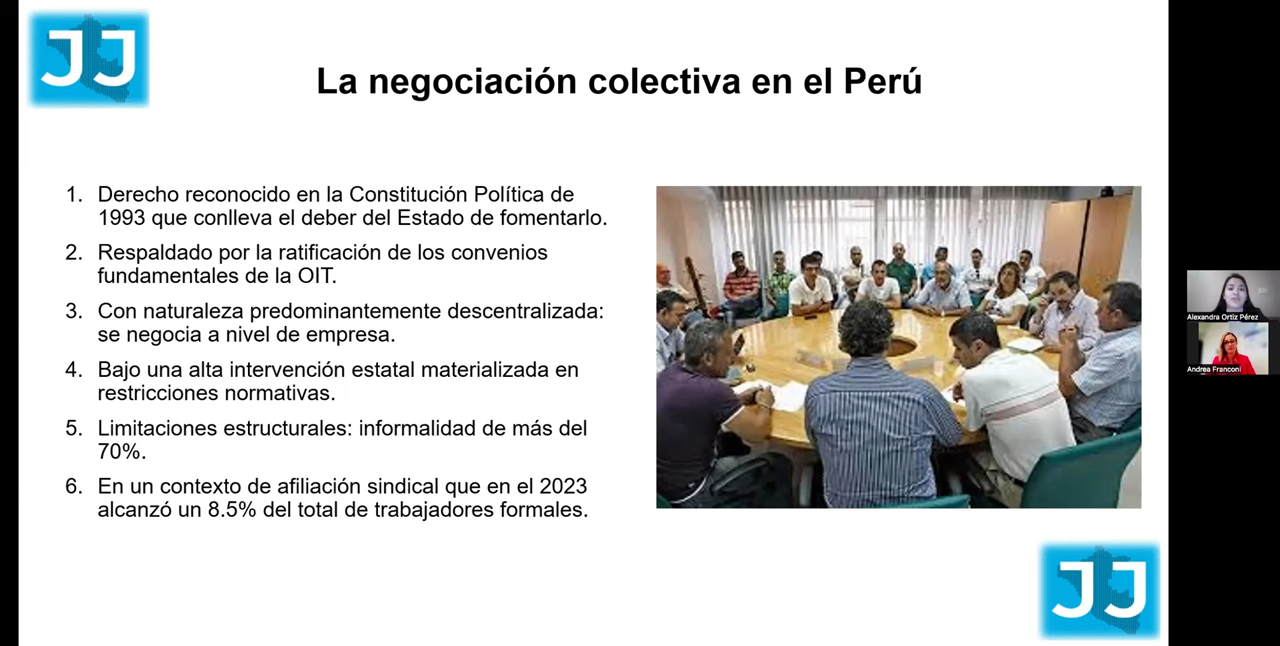 JJ
La negociación colectiva en el Perú
1. Derecho reconocido en la Constitución Política de
1993 que conlleva el deber del Estado de fomentarlo.
2. Respaldado por la ratificación de los convenios
fundamentales de la OIT.
3. Con naturaleza predominantemente descentralizada:
se negocia a nivel de empresa.
4. Bajo una alta intervención estatal materializada en
restricciones normativas.
5. Limitaciones estructurales: informalidad de más del
70%.
6. En un contexto de afiliación sindical que en el 2023
alcanzó un 8.5% del total de trabajadores formales.
Alexandra Ortiz Pérez
Andrea Franconi
JJ